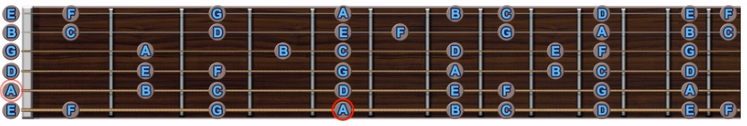 E F G A B C D E F
B C D E F G A B C
G A B C D E F G
D E F G A B C D
A B C D E F G A
E F G A B C D E F